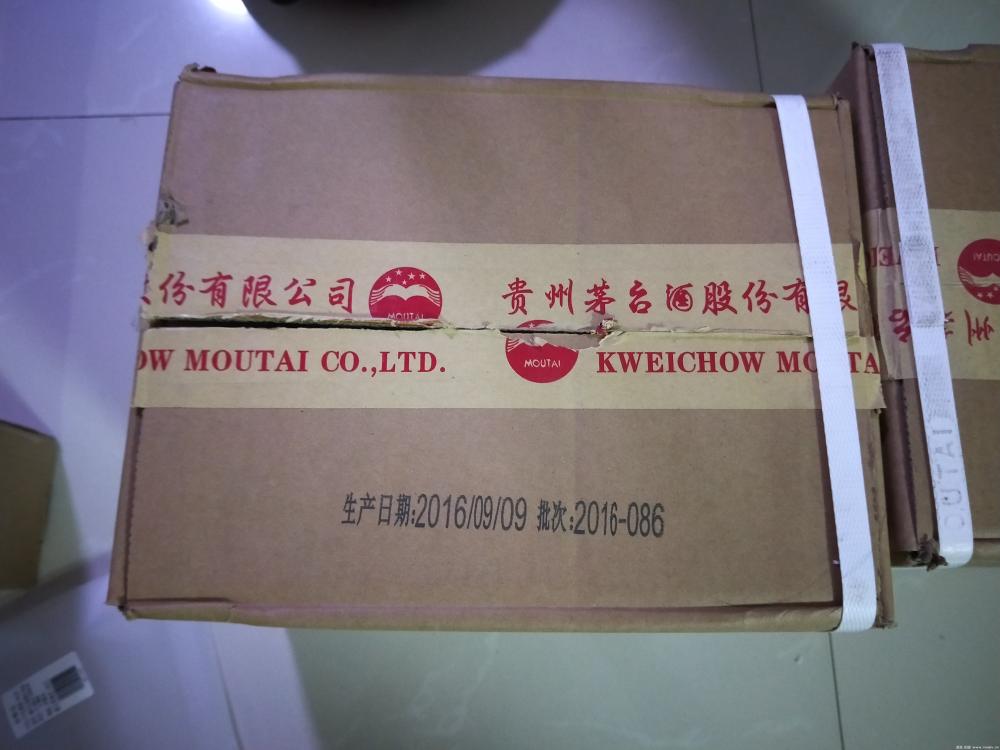 份有限公司 MOUTAI 贵州茅台酒股份有限
OW MOUTAI CO.,LTD. MOUTAI KWEICHOW MOUTA
生产日期:2016/09/09 批次:2016-086
MOUTAI